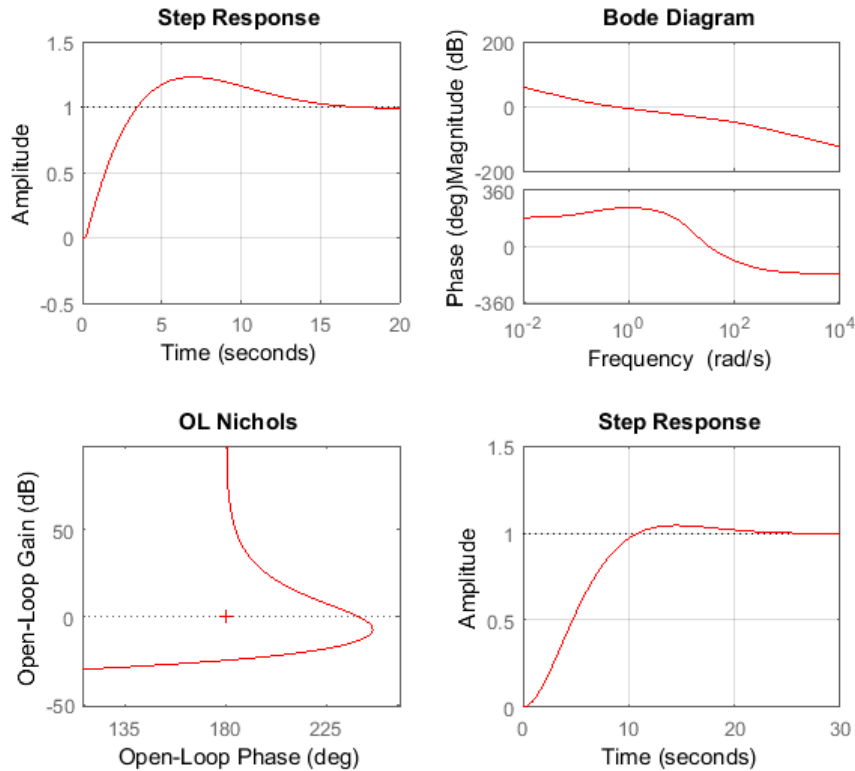 Step Response
1.5
1
0.5
0
-0.5
Amplitude
0 5 10 15 20
Time (seconds)
Bode Diagram
200
0
-200
Magnitude (dB)
360
0
-360
Phase (deg)
10-2 100 102 104
Frequency (rad/s)
OL Nichols
50
0
-50
Open-Loop Gain (dB)
135 180 225
Open-Loop Phase (deg)
Step Response
1.5
1
0.5
0
Amplitude
0 10 20 30
Time (seconds)